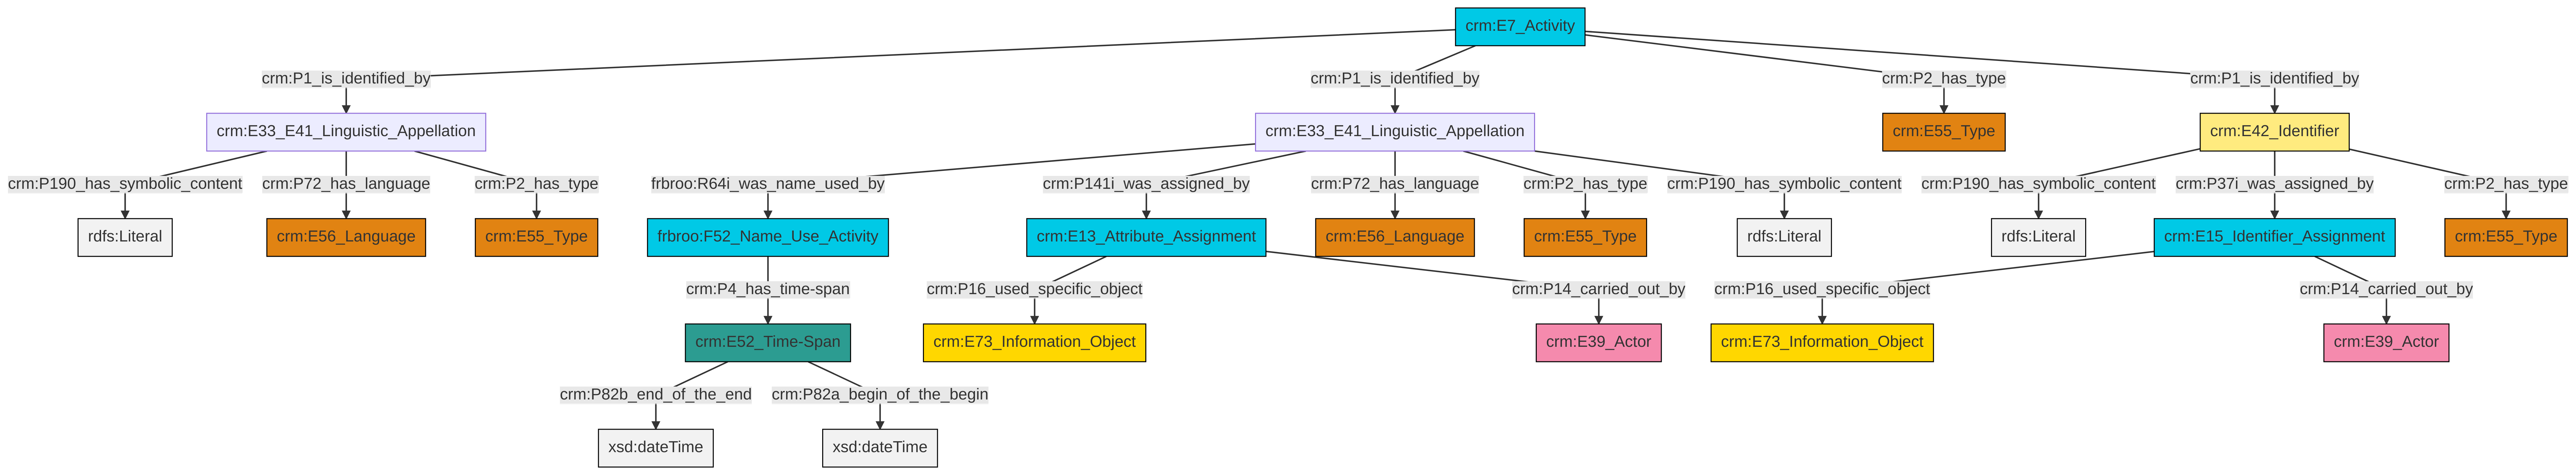 crm:E7_Activity
crm:P1_is_identified_by
crm:P1_is_identified_by
crm:P2_has_type
crm:P1_is_identified_by
crm:E33_E41_Linguistic_Appellation
crm:E33_E41_Linguistic_Appellation
crm:E55_Type
crm:E42_Identifier
crm:P190_has_symbolic_content
crm:P72_has_language
crm:P2_has_type
frbroo:R64i_was_name_used_by
crm:P141i_was_assigned_by
crm:P72_has_language
crm:P2_has_type
crm:P190_has_symbolic_content
crm:P190_has_symbolic_content
crm:P37i_was_assigned_by
crm:P2_has_type
rdfs:Literal
crm:E56_Language
crm:E55_Type
frbroo:F52_Name_Use_Activity
crm:E13_Attribute_Assignment
crm:E56_Language
crm:E55_Type
rdfs:Literal
rdfs:Literal
crm:E15_Identifier_Assignment
crm:E55_Type
crm:P4_has_time-span
crm:P16_used_specific_object
crm:P14_carried_out_by
crm:P16_used_specific_object
crm:P14_carried_out_by
crm:E52_Time-Span
crm:E73_Information_Object
crm:E39_Actor
crm:E73_Information_Object
crm:E39_Actor
crm:P82b_end_of_the_end
crm:P82a_begin_of_the_begin
xsd:dateTime
xsd:dateTime